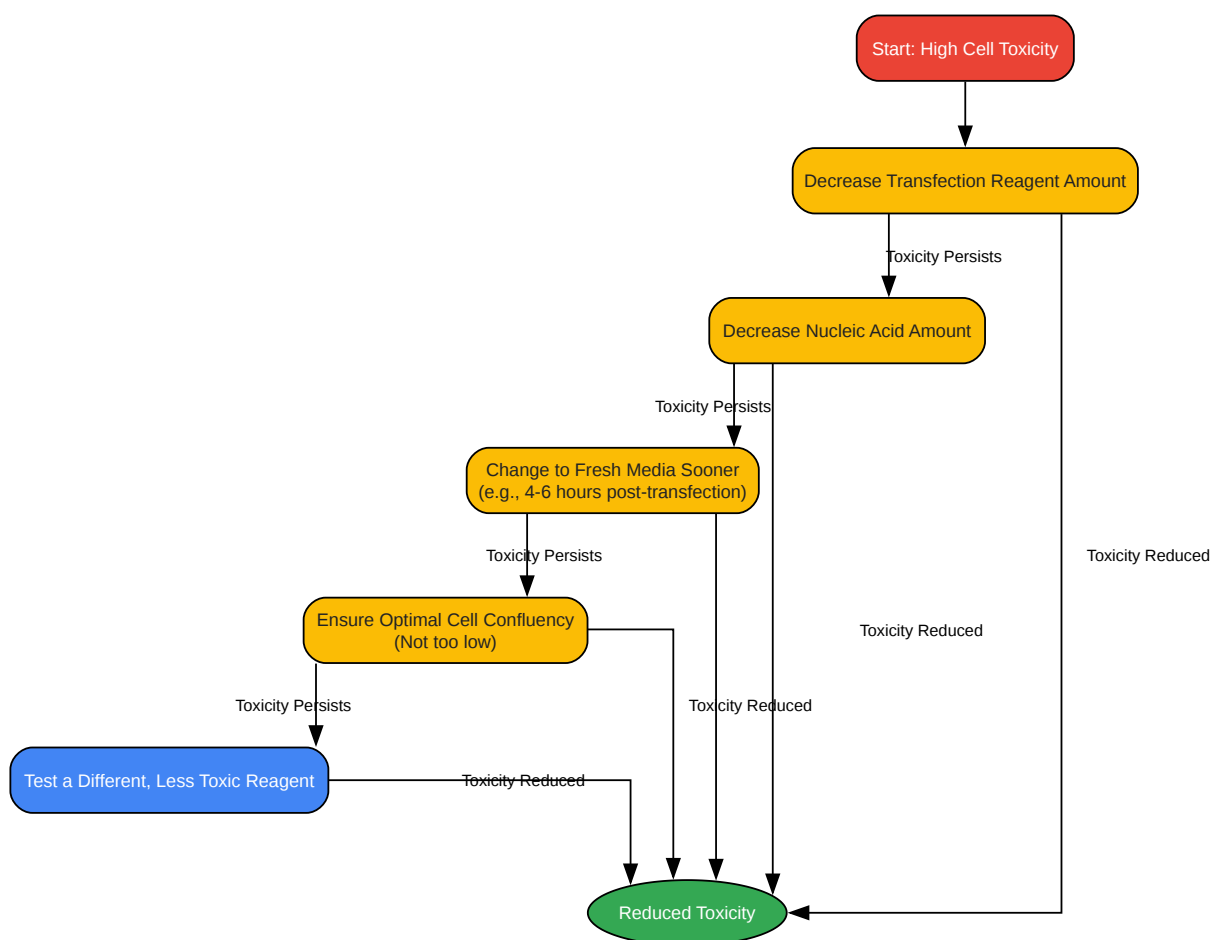 Start: High Cell Toxicity
Decrease Transfection Reagent Amount
Toxicity Persists
Decrease Nucleic Acid Amount
Toxicity Persists
Change to Fresh Media Sooner
(e.g., 4-6 hours post-transfection)
Toxicity Persists
Toxicity Reduced
Ensure Optimal Cell Confluency
(Not too low)
Toxicity Reduced
Toxicity Persists
Toxicity Reduced
Test a Different, Less Toxic Reagent
Toxicity Reduced
Reduced Toxicity